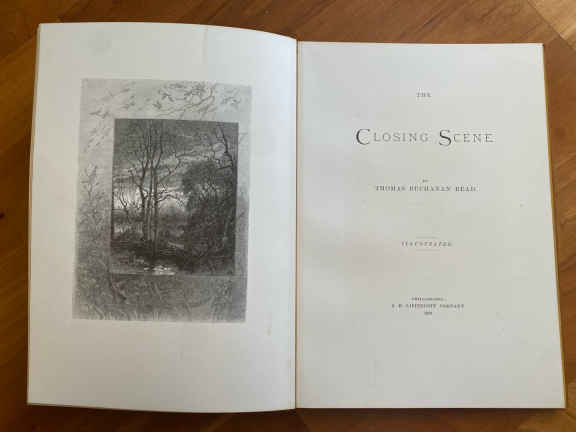 THE
CLOSING SCENE
BY
THOMAS BUCHANAN READ.
ILLUSTRATED.
PHILADELPHIA:
J. B. LIPPINCOTT COMPANY.